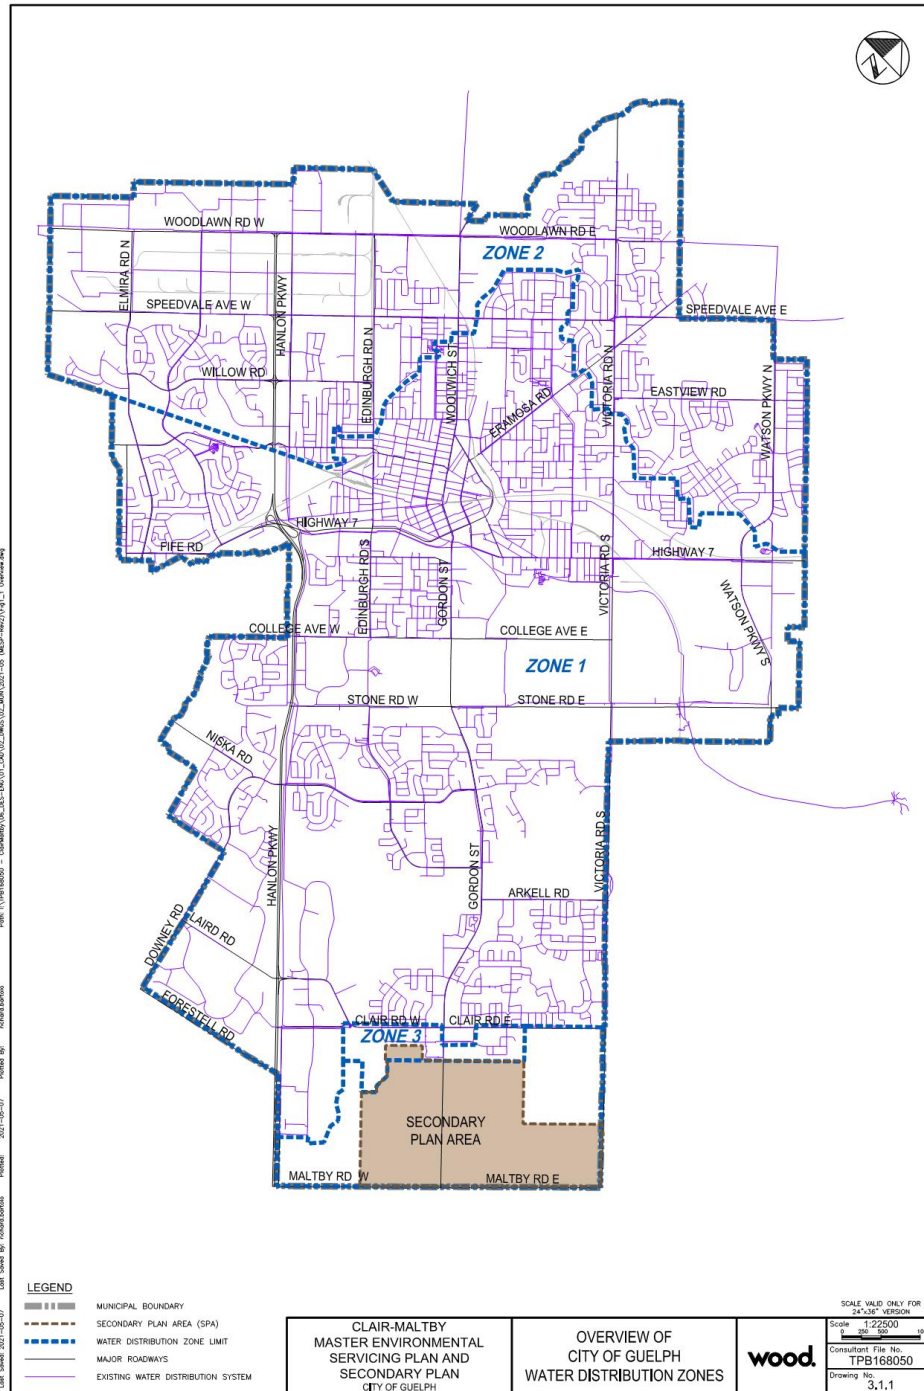 WOODLAWN RD W
WOODLAWN RD E
ZONE 2
ELMIRA RD N
HANLON PKWY
SPEEDVALE AVE W
SPEEDVALE AVE E
EDINBURGH RD N
WOOLWICH ST
VICTORIA RD N
WILLOW RD
ERAMOSA RD
EASTVIEW RD
WATSON PKWY N
HIGHWAY 7
FIFE RD
HIGHWAY 7
EDINBURGH RD S
GORDON ST
VICTORIA RD S
WATSON PKWY S
COLLEGE AVE W
COLLEGE AVE E
ZONE 1
STONE RD W
STONE RD E
NISKA RD
HANLON PKWY
GORDON ST
VICTORIA RD S
ARKELL RD
DOWNEY RD
LAIRD RD
FORESTELL RD
CLAIR RD W
CLAIR RD E
ZONE 3
SECONDARY
PLAN AREA
MALTBY RD W
MALTBY RD E
LEGEND
MUNICIPAL BOUNDARY
SECONDARY PLAN AREA (SPA)
WATER DISTRIBUTION ZONE LIMIT
MAJOR ROADWAYS
EXISTING WATER DISTRIBUTION SYSTEM
CLAIR-MALTBY
MASTER ENVIRONMENTAL
SERVICING PLAN AND
SECONDARY PLAN
CITY OF GUELPH
OVERVIEW OF
CITY OF GUELPH
WATER DISTRIBUTION ZONES
wood.
SCALE VALID ONLY FOR
24"x36" VERSION
Scale 1:22500
0 250 500
Consultant File No.
TPB168050
Drawing No.
3.1.1